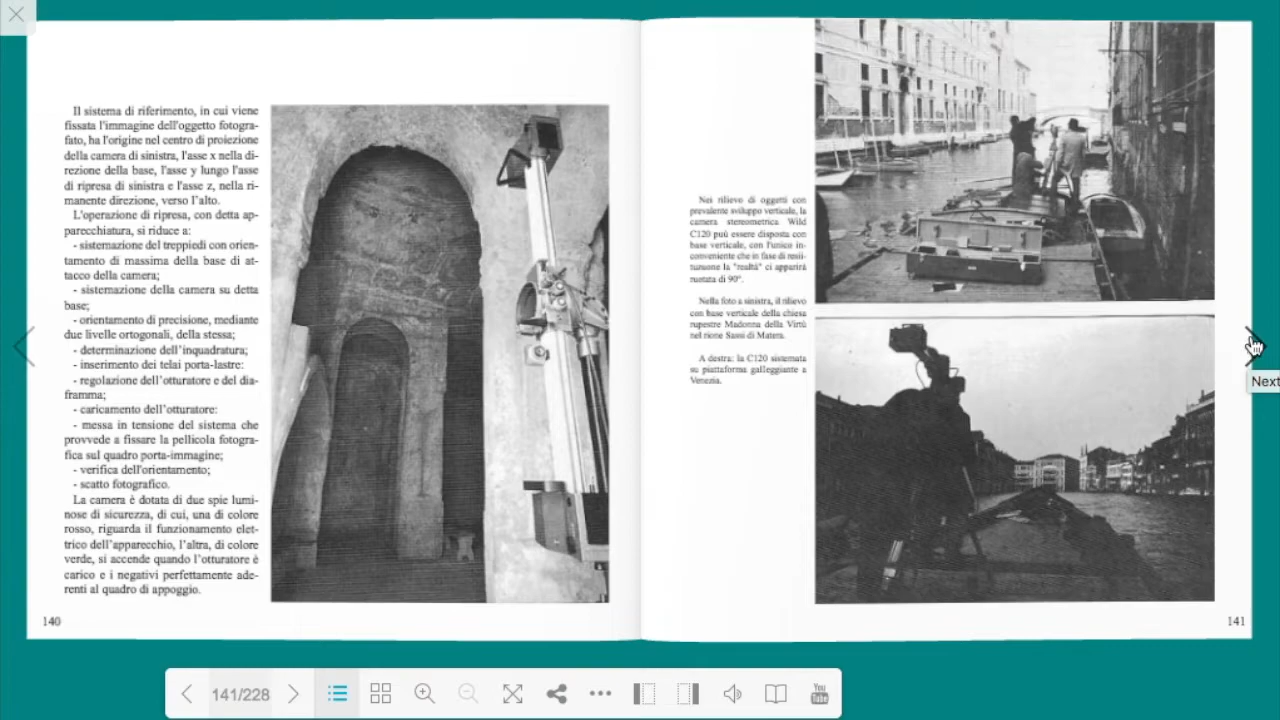 Il sistema di riferimento, in cui viene
fissata l'immagine dell'oggetto fotogra-
fato, ha l'origine nel centro di proiezione
della camera di sinistra, l'asse x nella di-
rezione della base, l'asse y lungo l'asse
di ripresa di sinistra e l'asse z, nella ri-
manente direzione, verso l'alto.
L'operazione di ripresa, con detta ap-
parecchiatura, si riduce a:
- sistemazione del treppiedi con orien-
tamento di massima della base di at-
tacco della camera;
- sistemazione della camera su detta
base;
- orientamento di precisione, mediante
due livelle ortogonali, della stessa;
- determinazione dell'inquadratura;
- inserimento dei telai porta-lastre:
- regolazione dell'otturatore e del dia-
framma;
- caricamento dell'otturatore:
- messa in tensione del sistema che
provvede a fissare la pellicola fotogra-
fica sul quadro porta-immagine;
- verifica dell'orientamento;
- scatto fotografico.
La camera è dotata di due spie lumi-
nose di sicurezza, di cui, una di colore
rosso, riguarda il funzionamento elet-
trico dell'apparecchio, l'altra, di colore
verde, si accende quando l'otturatore è
carico e i negativi perfettamente ade-
renti al quadro di appoggio.
140
Nei rilievo di oggetti con
prevalente sviluppo verticale, la
camera stereometrica Wild
C120 può essere disposta con
base verticale, con l'unico in-
conveniente che in fase di resti-
tuzione la "realtà" ci apparirà
ruotata di 90°.
Nella foto a sinistra, il rilievo
con base verticale della chiesa
rupestre Madonna della Virtù
nel rione Sassi di Matera.
A destra: la C120 sistemata
su piattaforma galleggiante a
Venezia.
141
Next
141/228
You
Tube